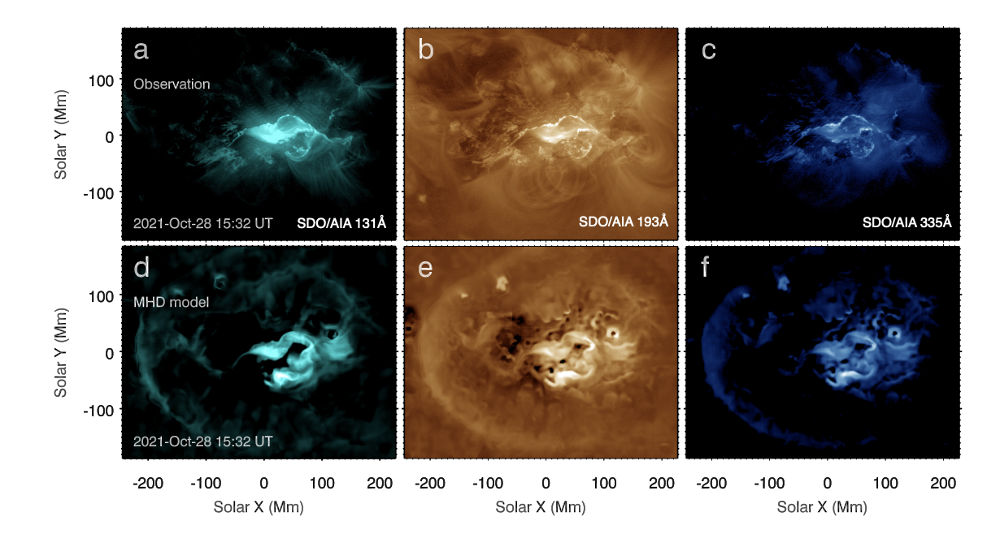 a
b
c
Observation
100
0
-100
Solar Y (Mm)
2021-Oct-28 15:32 UT
SDO/AIA 131Å
SDO/AIA 193Å
SDO/AIA 335Å
d
e
f
MHD model
100
0
-100
Solar Y (Mm)
2021-Oct-28 15:32 UT
-200 -100 0 100 200
-200 -100 0 100 200
-200 -100 0 100 200
Solar X (Mm)
Solar X (Mm)
Solar X (Mm)